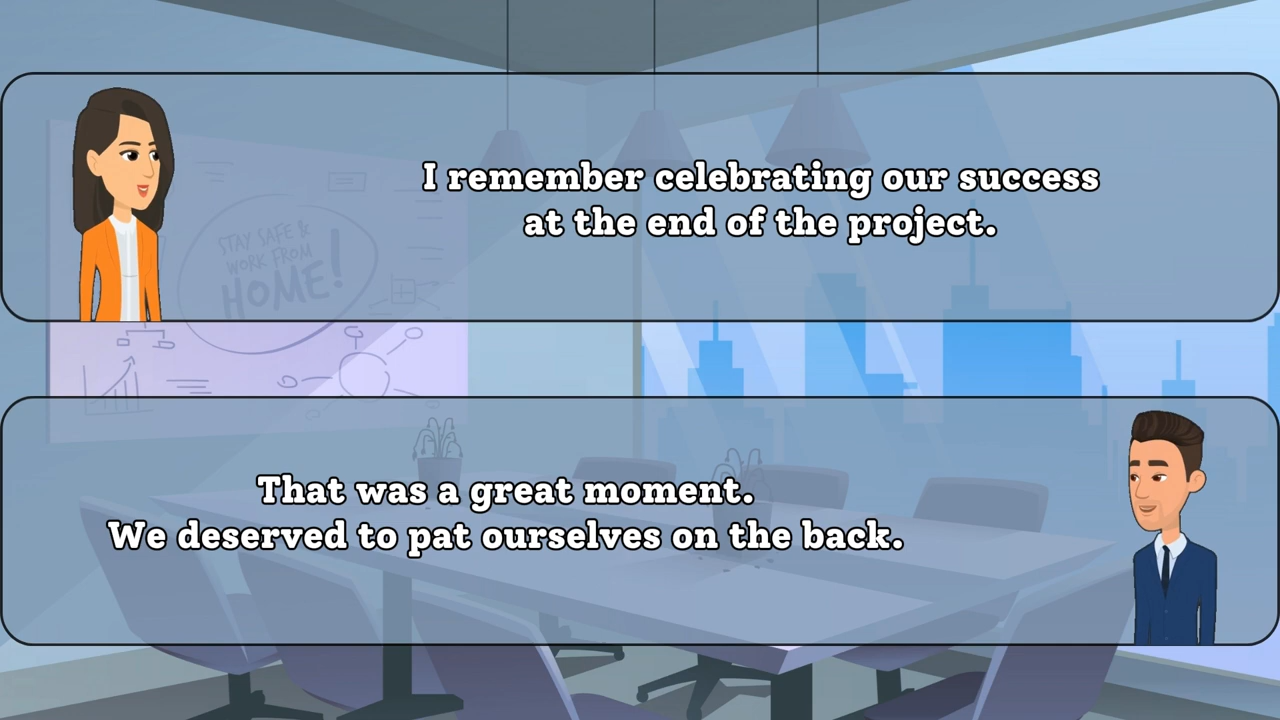 STAY SAFE &
WORK FROM
HOME!
I remember celebrating our success
at the end of the project.
That was a great moment.
We deserved to pat ourselves on the back.